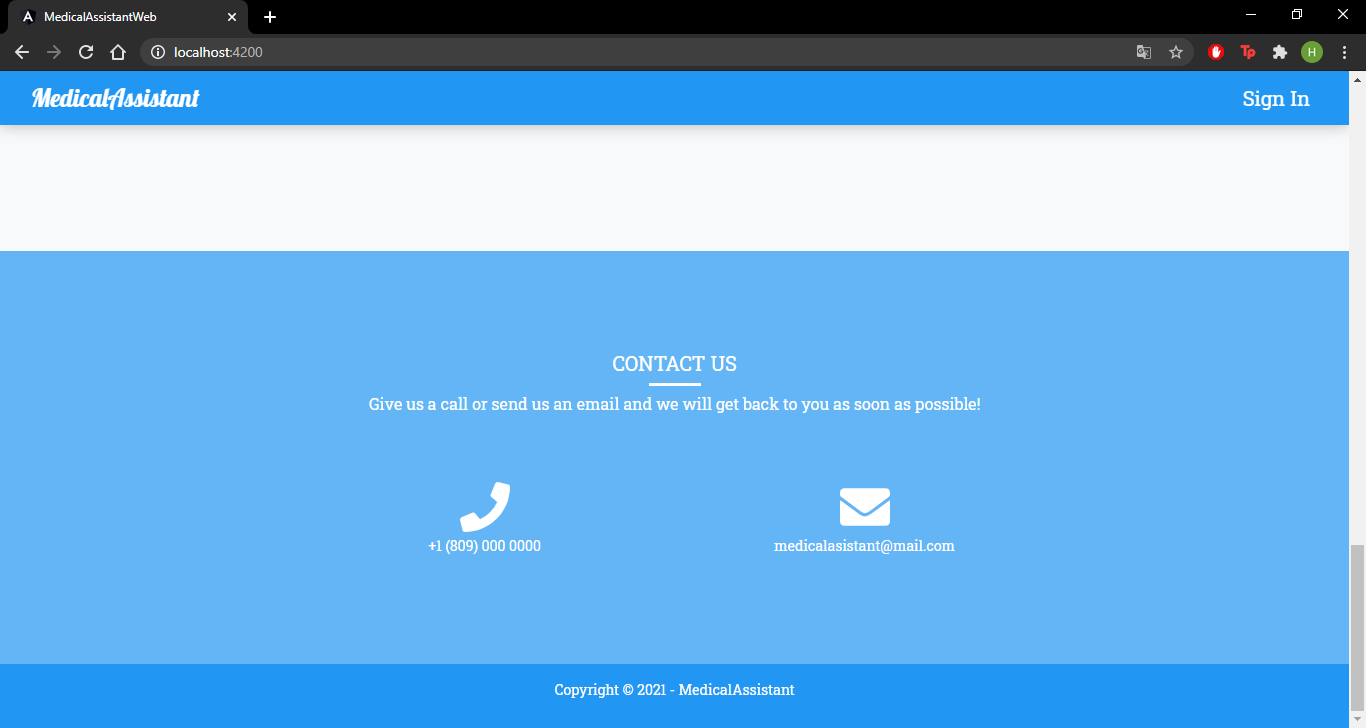 MedicalAssistantWeb
localhost:4200
Tp
H
MedicalAssistant
Sign In
CONTACT US
Give us a call or send us an email and we will get back to you as soon as possible!
+1 (809) 000 0000
medicalasistant@mail.com
Copyright © 2021 - MedicalAssistant